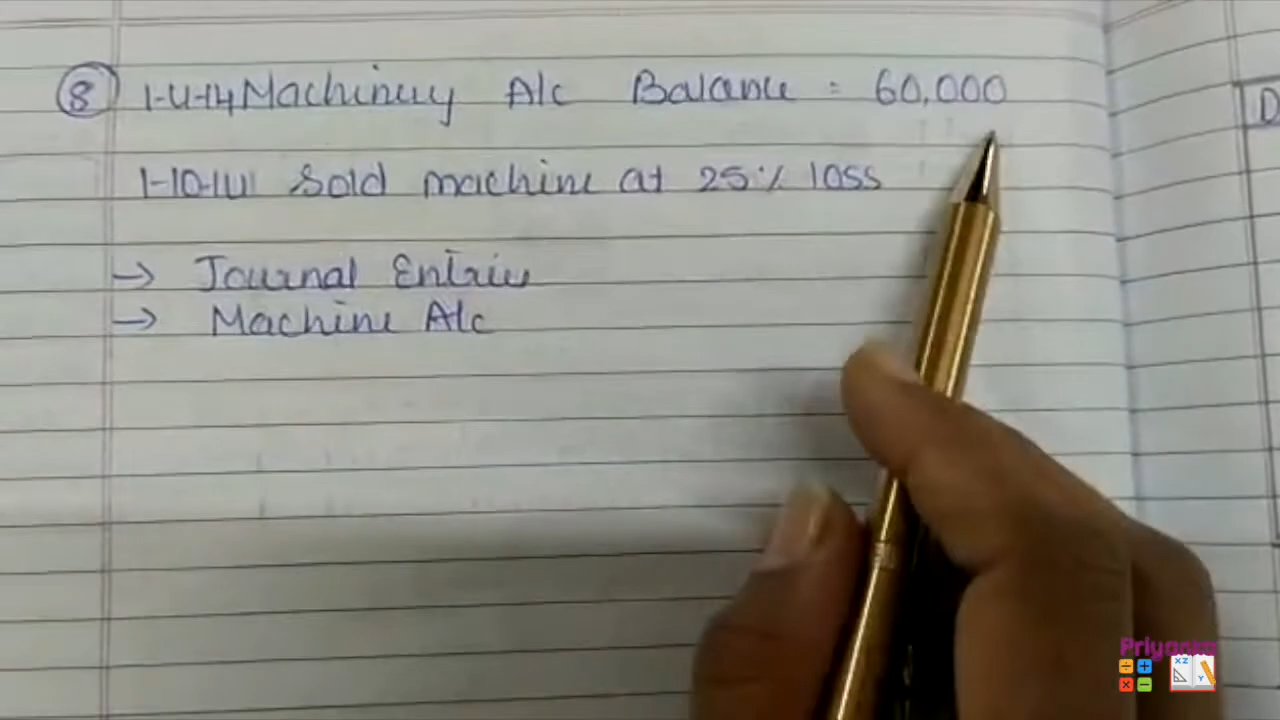 8 1-4-14 Machinery A/c Balance = 60,000
1-10-14 Sold machine at 25% loss
→ Journal Entries
→ Machine A/c
D
Priyanka